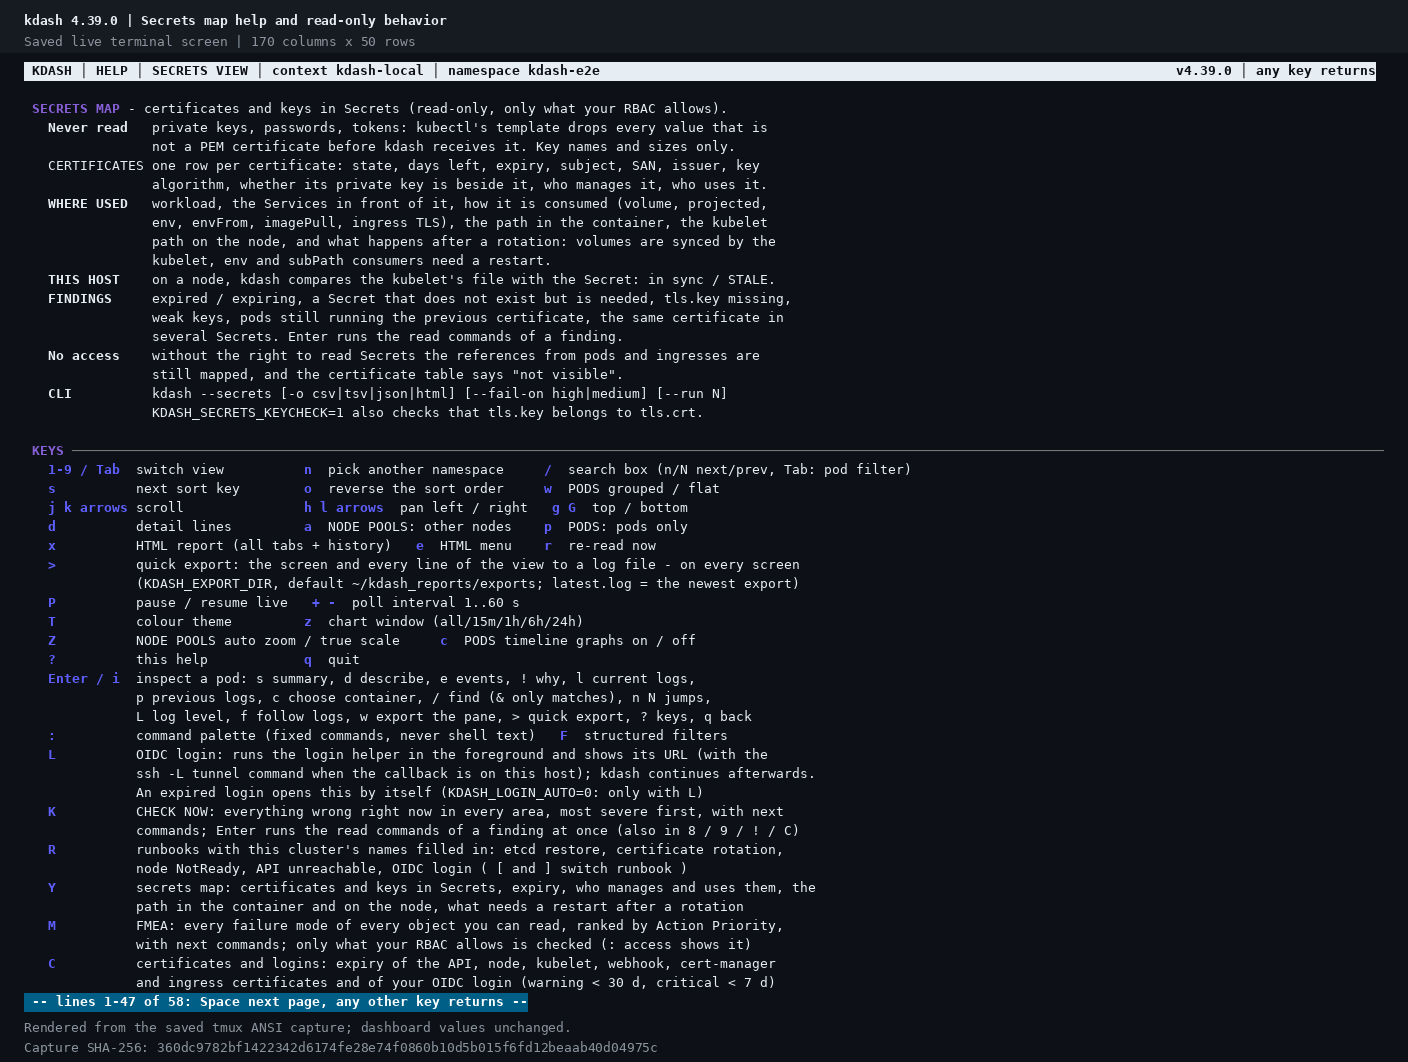 kdash 4.39.0 | Secrets map help and read-only behavior
Saved live terminal screen | 170 columns x 50 rows
KDASH │ HELP │ SECRETS VIEW │ context kdash-local │ namespace kdash-e2e v4.39.0 │ any key returns
SECRETS MAP - certificates and keys in Secrets (read-only, only what your RBAC allows).
Never read private keys, passwords, tokens: kubectl's template drops every value that is
not a PEM certificate before kdash receives it. Key names and sizes only.
CERTIFICATES one row per certificate: state, days left, expiry, subject, SAN, issuer, key
algorithm, whether its private key is beside it, who manages it, who uses it.
WHERE USED workload, the Services in front of it, how it is consumed (volume, projected,
env, envFrom, imagePull, ingress TLS), the path in the container, the kubelet
path on the node, and what happens after a rotation: volumes are synced by the
kubelet, env and subPath consumers need a restart.
THIS HOST on a node, kdash compares the kubelet's file with the Secret: in sync / STALE.
FINDINGS expired / expiring, a Secret that does not exist but is needed, tls.key missing,
weak keys, pods still running the previous certificate, the same certificate in
several Secrets. Enter runs the read commands of a finding.
No access without the right to read Secrets the references from pods and ingresses are
still mapped, and the certificate table says "not visible".
CLI kdash --secrets [-o csv|tsv|json|html] [--fail-on high|medium] [--run N]
KDASH_SECRETS_KEYCHECK=1 also checks that tls.key belongs to tls.crt.
KEYS
1-9 / Tab switch view n pick another namespace / search box (n/N next/prev, Tab: pod filter)
s next sort key o reverse the sort order w PODS grouped / flat
j k arrows scroll h l arrows pan left / right g G top / bottom
d detail lines a NODE POOLS: other nodes p PODS: pods only
x HTML report (all tabs + history) e HTML menu r re-read now
> quick export: the screen and every line of the view to a log file - on every screen
(KDASH_EXPORT_DIR, default ~/kdash_reports/exports; latest.log = the newest export)
P pause / resume live + - poll interval 1..60 s
T colour theme z chart window (all/15m/1h/6h/24h)
Z NODE POOLS auto zoom / true scale c PODS timeline graphs on / off
? this help q quit
Enter / i inspect a pod: s summary, d describe, e events, ! why, l current logs,
p previous logs, c choose container, / find (& only matches), n N jumps,
L log level, f follow logs, w export the pane, > quick export, ? keys, q back
: command palette (fixed commands, never shell text) F structured filters
L OIDC login: runs the login helper in the foreground and shows its URL (with the
ssh -L tunnel command when the callback is on this host); kdash continues afterwards.
An expired login opens this by itself (KDASH_LOGIN_AUTO=0: only with L)
K CHECK NOW: everything wrong right now in every area, most severe first, with next
commands; Enter runs the read commands of a finding at once (also in 8 / 9 / ! / C)
R runbooks with this cluster's names filled in: etcd restore, certificate rotation,
node NotReady, API unreachable, OIDC login ( [ and ] switch runbook )
Y secrets map: certificates and keys in Secrets, expiry, who manages and uses them, the
path in the container and on the node, what needs a restart after a rotation
M FMEA: every failure mode of every object you can read, ranked by Action Priority,
with next commands; only what your RBAC allows is checked (: access shows it)
C certificates and logins: expiry of the API, node, kubelet, webhook, cert-manager
and ingress certificates and of your OIDC login (warning < 30 d, critical < 7 d)
-- lines 1-47 of 58: Space next page, any other key returns --
Rendered from the saved tmux ANSI capture; dashboard values unchanged.
Capture SHA-256: 360dc9782bf1422342d6174fe28e74f0860b10d5b015f6fd12beaab40d04975c